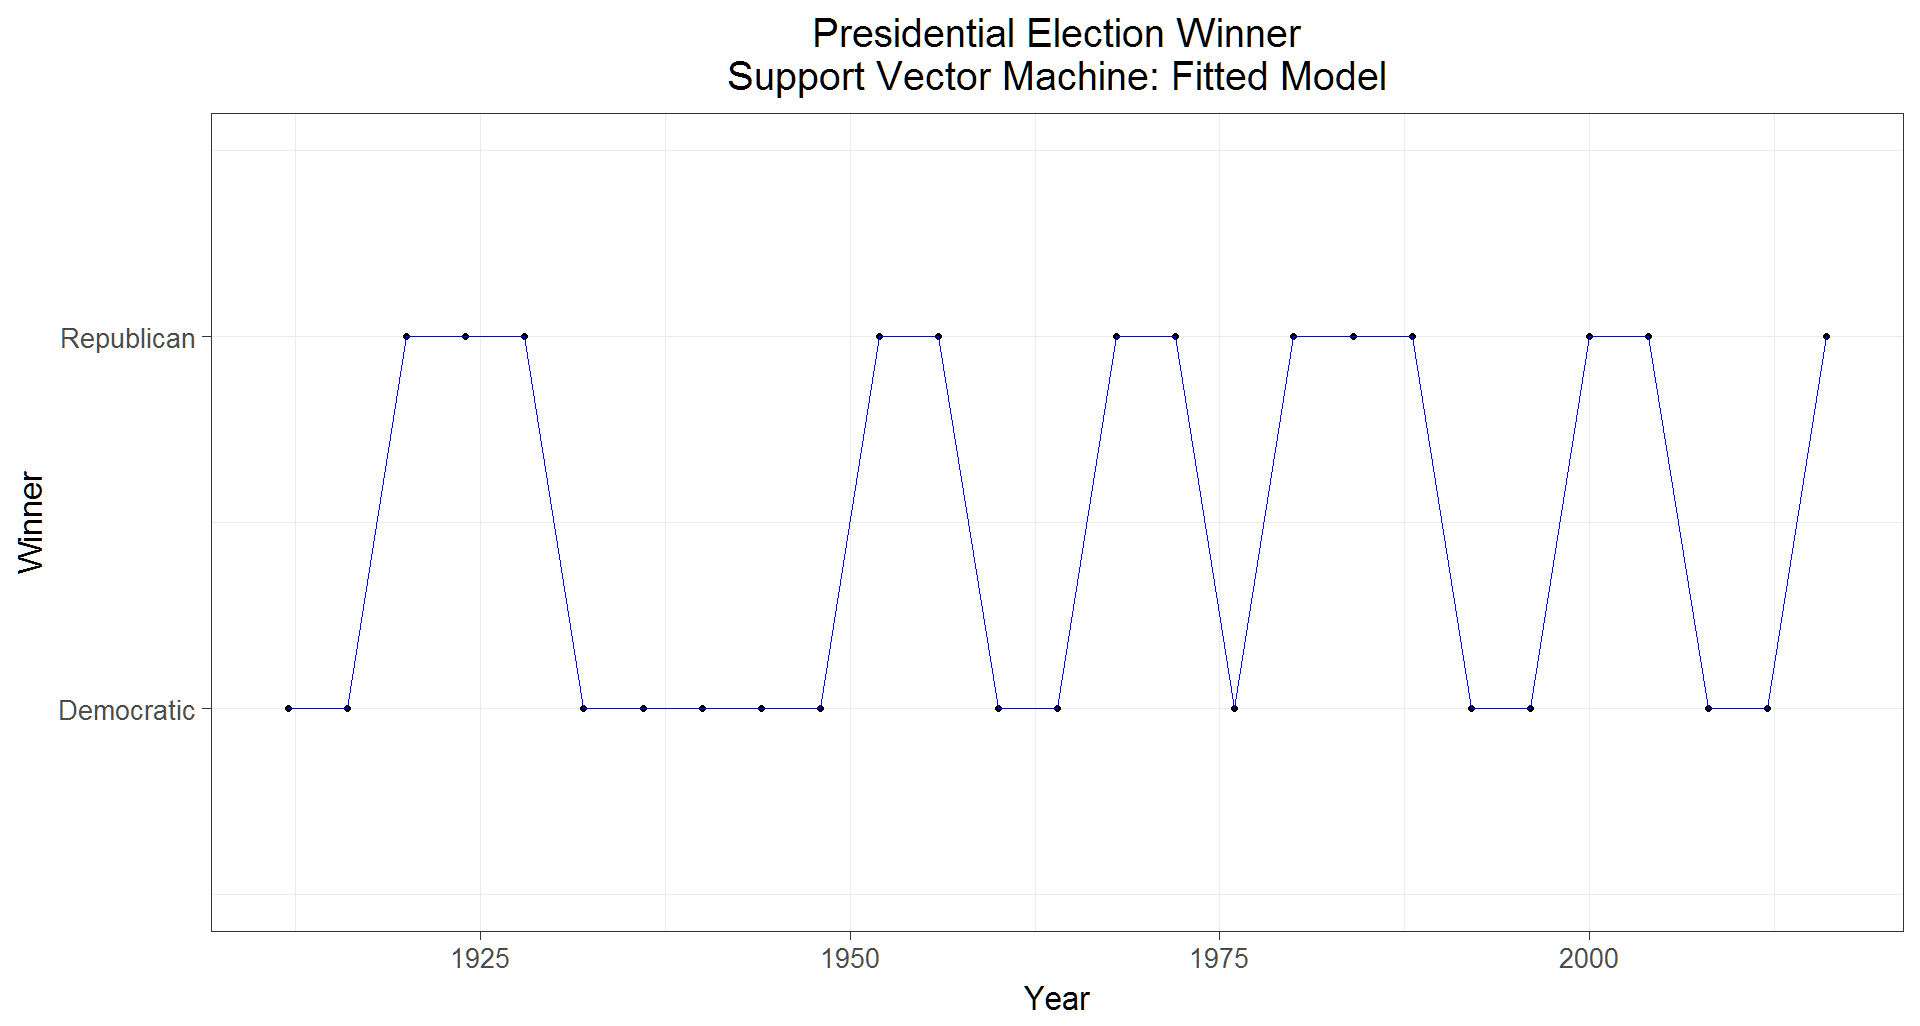 Presidential Election Winner
Support Vector Machine: Fitted Model
Winner
Republican
Democratic
1925
1950
1975
2000
Year